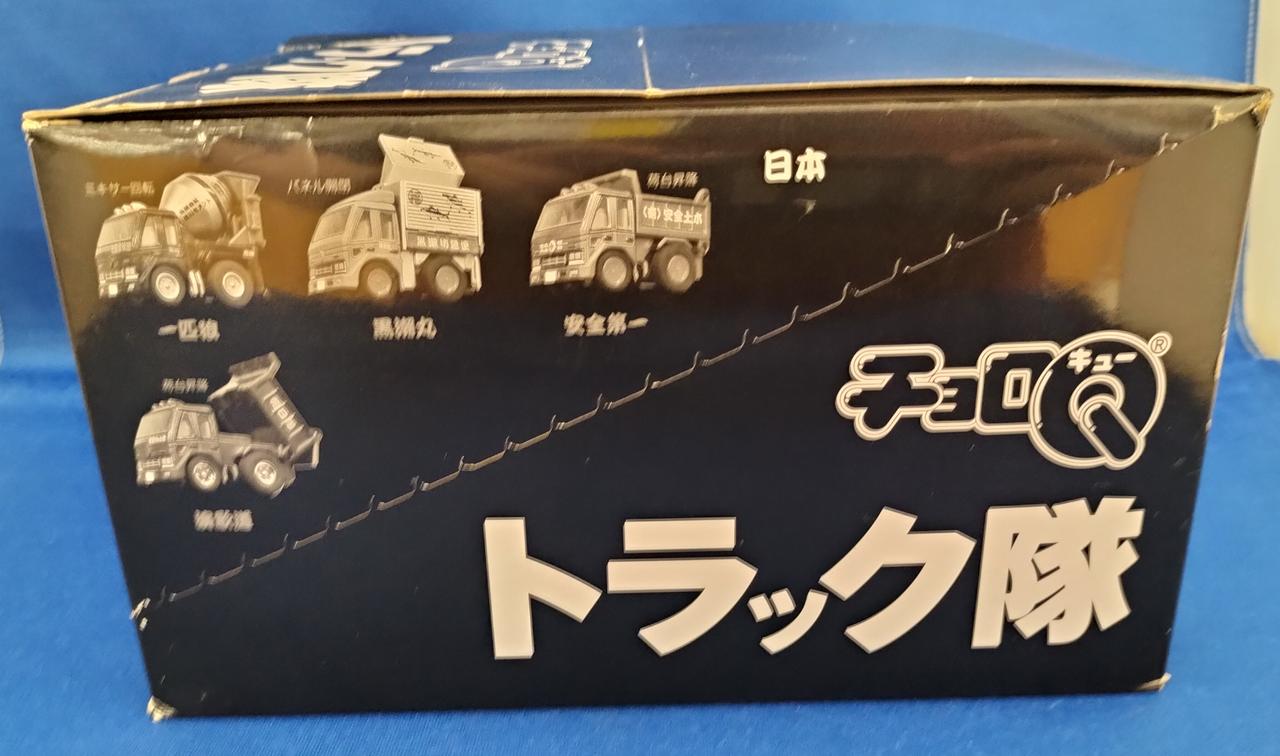 ミキサー回転
パネル開閉
荷台昇降
日本
(有)安全土木
一匹狼
黒潮丸
安全第一
荷台昇降
チョロQ®
キュー
トラック隊